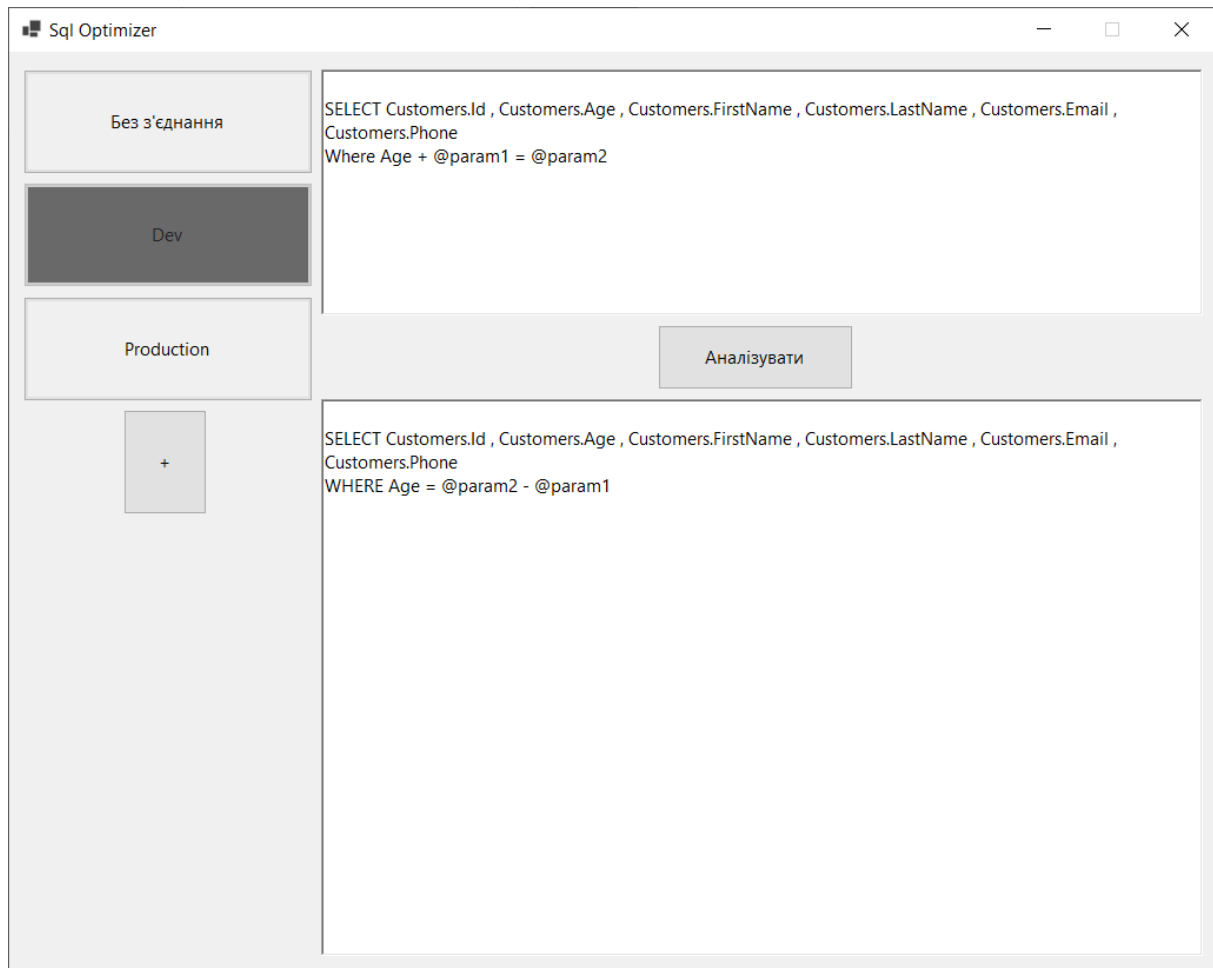 Sql Optimizer
Без з'єднання
Dev
Production
+
SELECT Customers.Id , Customers.Age , Customers.FirstName , Customers.LastName , Customers.Email ,
Customers.Phone
Where Age + @param1 = @param2
Аналізувати
SELECT Customers.Id , Customers.Age , Customers.FirstName , Customers.LastName , Customers.Email ,
Customers.Phone
WHERE Age = @param2 - @param1